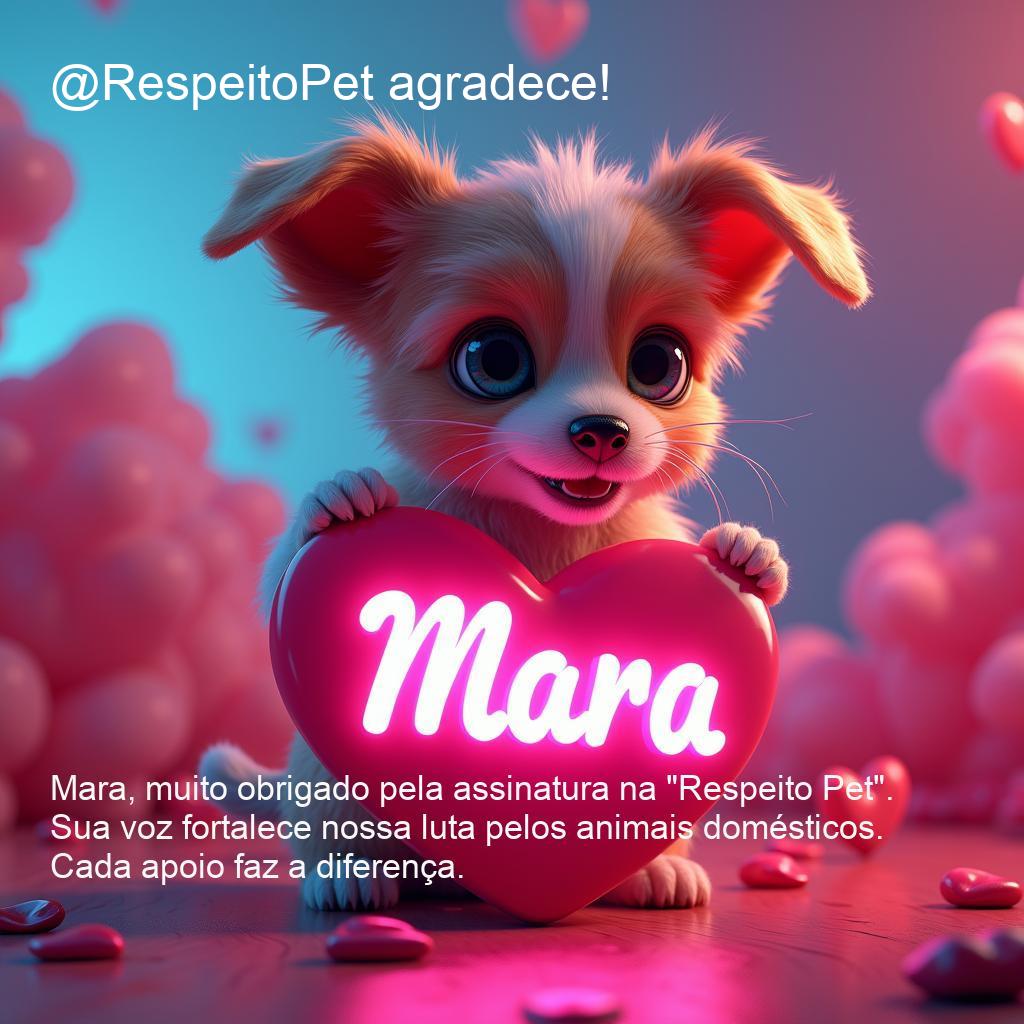 @RespeitoPet agradece!
Mara
Mara, muito obrigado pela assinatura na "Respeito Pet".
Sua voz fortalece nossa luta pelos animais domésticos.
Cada apoio faz a diferença.